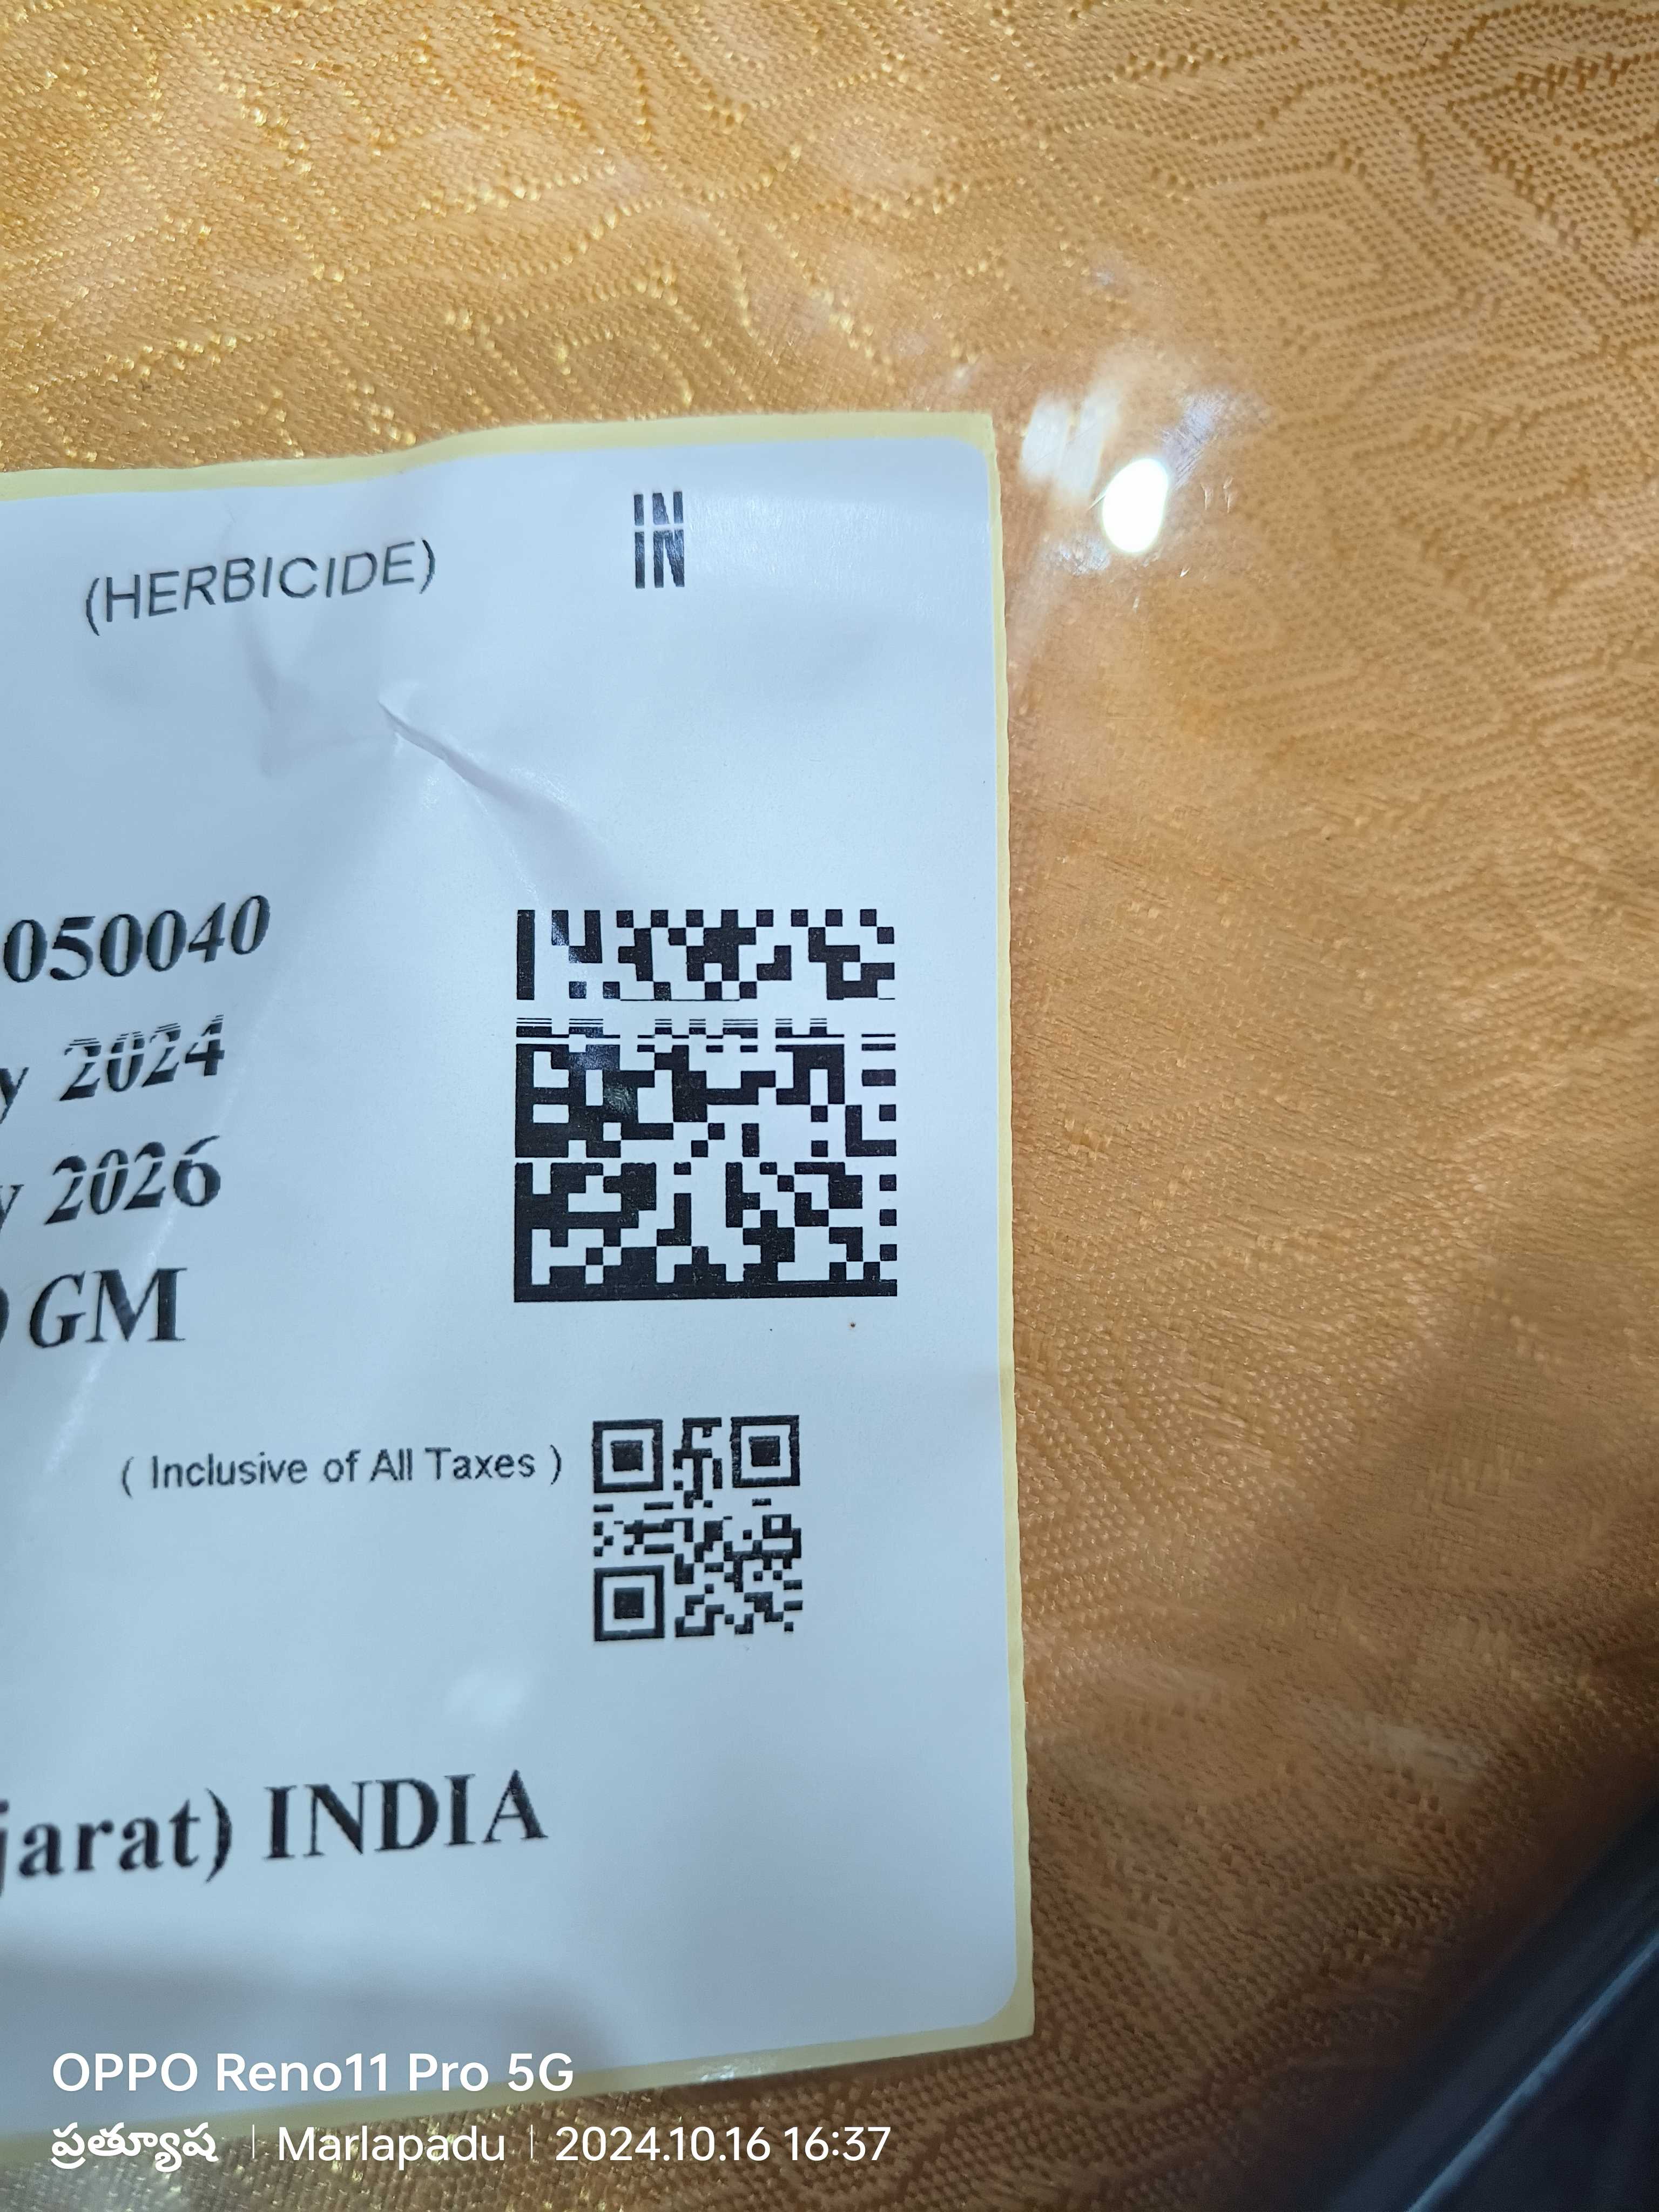 (HERBICIDE)
IN
050040
y 2024
y 2026
GM
( Inclusive of All Taxes )
jarat) INDIA
OPPO Reno11 Pro 5G
ప్రత్యూష | Marlapadu | 2024.10.16 16:37